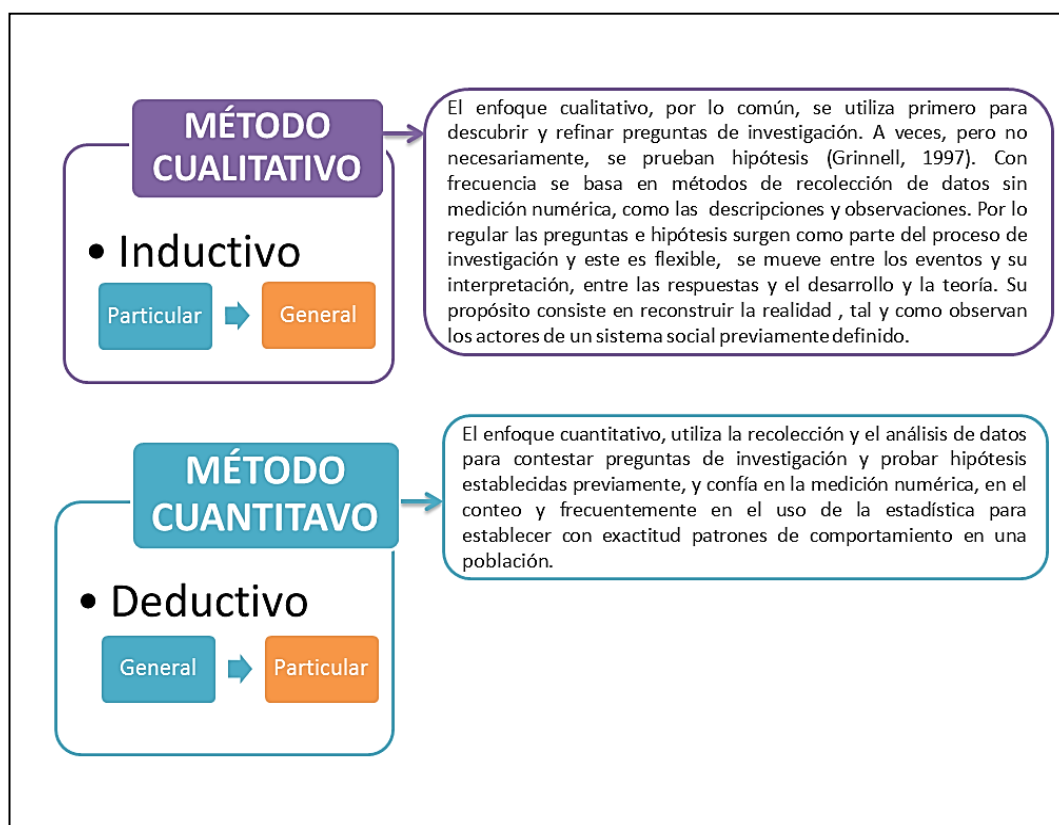 MÉTODO
CUALITATIVO
• Inductivo
Particular
General
El enfoque cualitativo, por lo común, se utiliza primero para
descubrir y refinar preguntas de investigación. A veces, pero no
necesariamente, se prueban hipótesis (Grinnell, 1997). Con
frecuencia se basa en métodos de recolección de datos sin
medición numérica, como las descripciones y observaciones. Por lo
regular las preguntas e hipótesis surgen como parte del proceso de
investigación y este es flexible, se mueve entre los eventos y su
interpretación, entre las respuestas y el desarrollo y la teoría. Su
propósito consiste en reconstruir la realidad , tal y como observan
los actores de un sistema social previamente definido.
MÉTODO
CUANTITAVO
• Deductivo
General
Particular
El enfoque cuantitativo, utiliza la recolección y el análisis de datos
para contestar preguntas de investigación y probar hipótesis
establecidas previamente, y confía en la medición numérica, en el
conteo y frecuentemente en el uso de la estadística para
establecer con exactitud patrones de comportamiento en una
población.